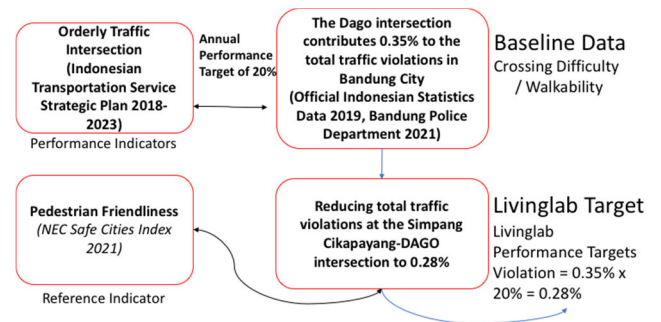 Orderly Traffic
Intersection
(Indonesian
Transportation Service
Strategic Plan 2018-
2023)
Performance Indicators
Annual
Performance
Target of 20%
The Dago intersection
contributes 0.35% to the
total traffic violations in
Bandung City
(Official Indonesian Statistics
Data 2019, Bandung Police
Department 2021)
Baseline Data
Crossing Difficulty
/ Walkability
Pedestrian Friendliness
(NEC Safe Cities Index
2021)
Reference Indicator
Reducing total traffic
violations at the Simpang
Cikapayang-DAGO
intersection to 0.28%
Livinglab Target
Livinglab
Performance Targets
Violation = 0.35% x
20% = 0.28%